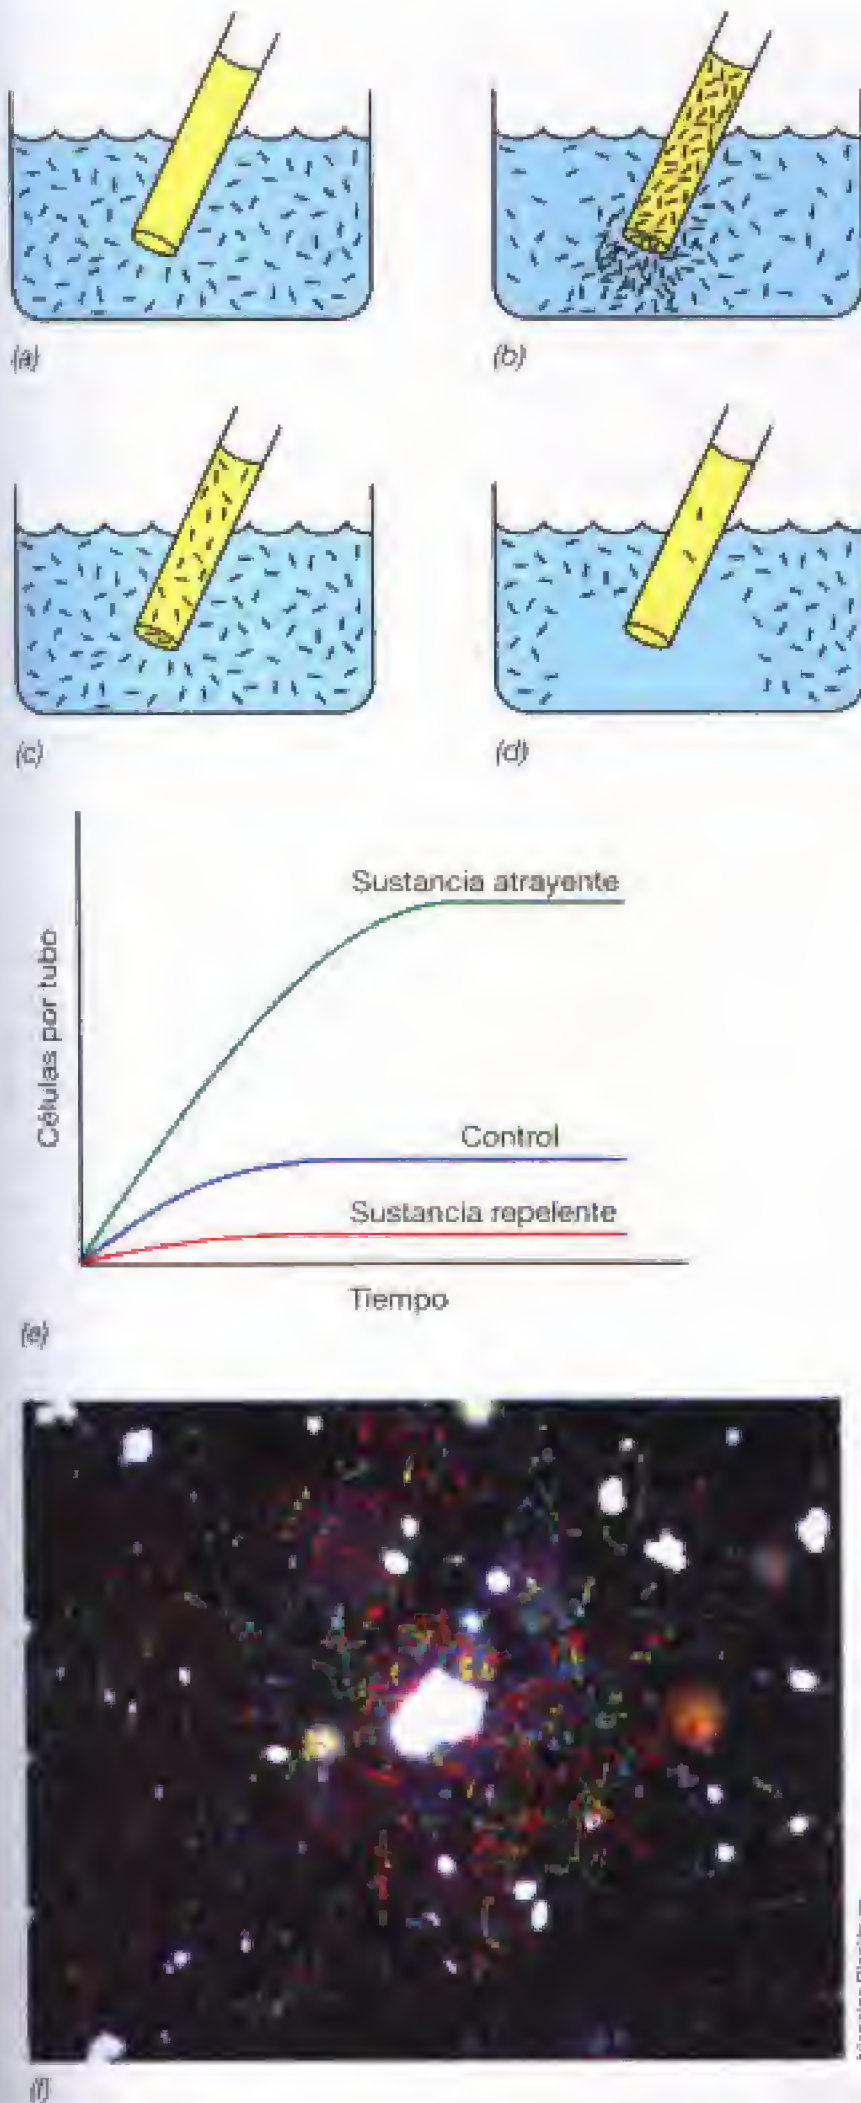 (a)
(b)
(c)
(d)
Células por tubo
Sustancia atrayente
Control
Sustancia repelente
Tiempo
(e)
(f)